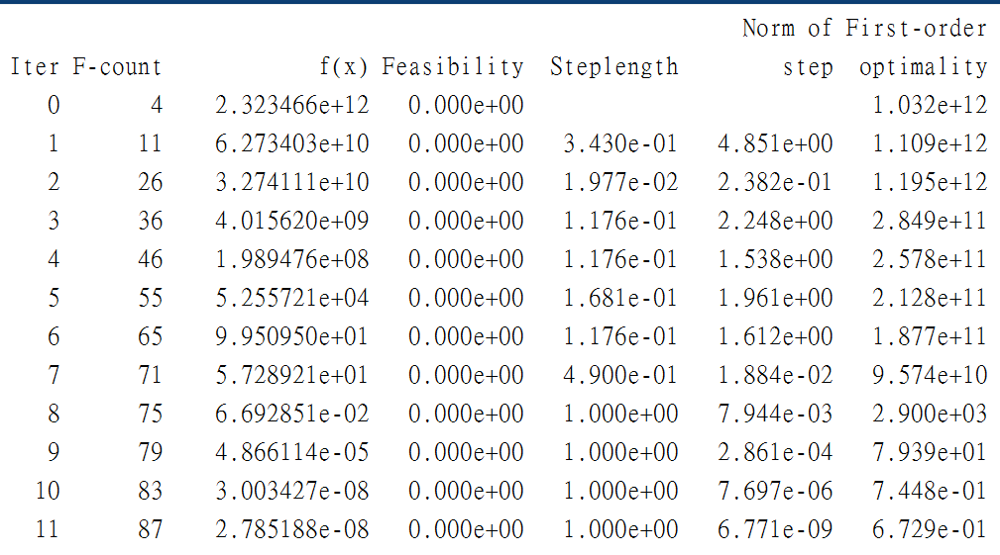 Norm of First-order
Iter F-count f(x) Feasibility Steplength step optimality
0 4 2.323466e+12 0.000e+00 1.032e+12
1 11 6.273403e+10 0.000e+00 3.430e-01 4.851e+00 1.109e+12
2 26 3.274111e+10 0.000e+00 1.977e-02 2.382e-01 1.195e+12
3 36 4.015620e+09 0.000e+00 1.176e-01 2.248e+00 2.849e+11
4 46 1.989476e+08 0.000e+00 1.176e-01 1.538e+00 2.578e+11
5 55 5.255721e+04 0.000e+00 1.681e-01 1.961e+00 2.128e+11
6 65 9.950950e+01 0.000e+00 1.176e-01 1.612e+00 1.877e+11
7 71 5.728921e+01 0.000e+00 4.900e-01 1.884e-02 9.574e+10
8 75 6.692851e-02 0.000e+00 1.000e+00 7.944e-03 2.900e+03
9 79 4.866114e-05 0.000e+00 1.000e+00 2.861e-04 7.939e+01
10 83 3.003427e-08 0.000e+00 1.000e+00 7.697e-06 7.448e-01
11 87 2.785188e-08 0.000e+00 1.000e+00 6.771e-09 6.729e-01